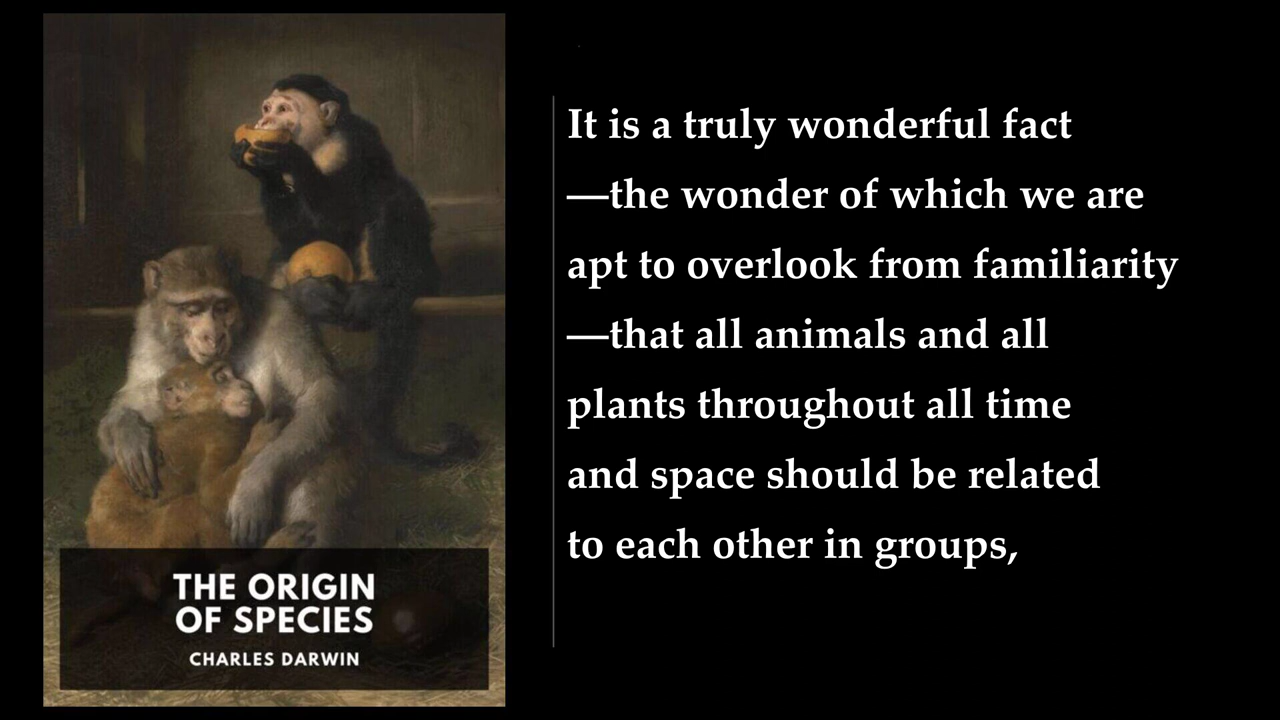 THE ORIGIN
OF SPECIES
CHARLES DARWIN
It is a truly wonderful fact
—the wonder of which we are
apt to overlook from familiarity
—that all animals and all
plants throughout all time
and space should be related
to each other in groups,